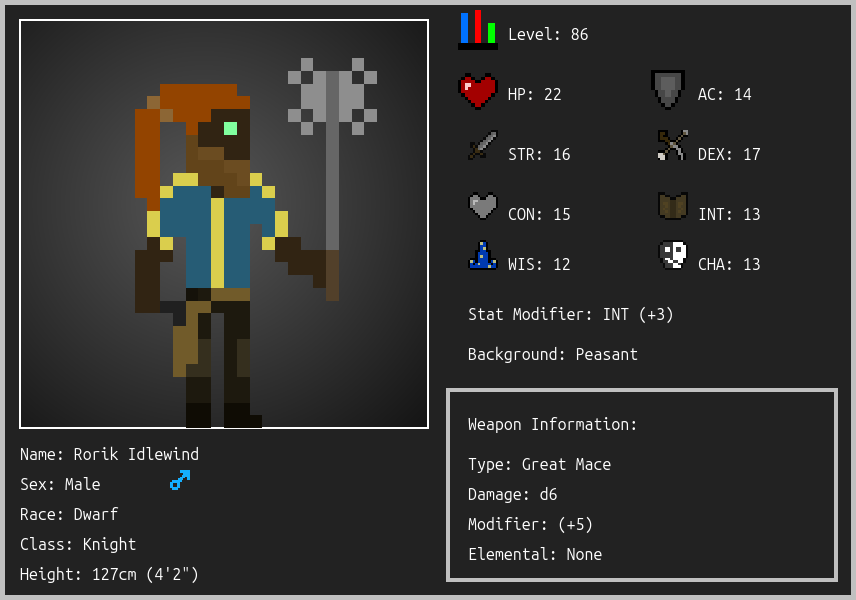 Level: 86
HP: 22
AC: 14
STR: 16
DEX: 17
CON: 15
INT: 13
WIS: 12
CHA: 13
Stat Modifier: INT (+3)
Background: Peasant
Weapon Information:
Type: Great Mace
Damage: d6
Modifier: (+5)
Elemental: None
Name: Rorik Idlewind
Sex: Male
Race: Dwarf
Class: Knight
Height: 127cm (4'2")